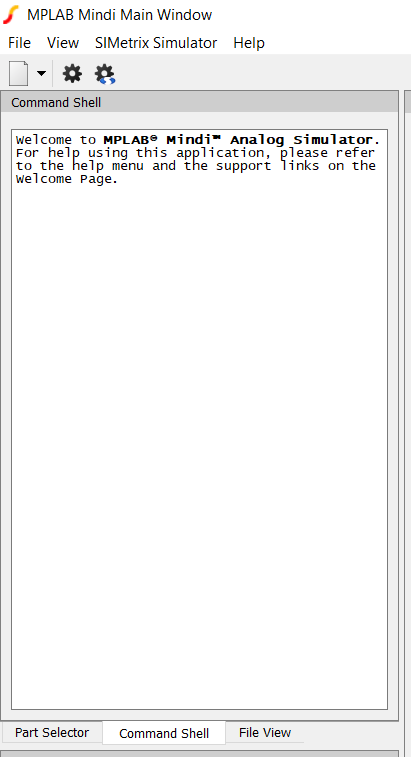 MPLAB Mindi Main Window
File View SIMetrix Simulator Help
Command Shell
Welcome to MPLAB® Mindi™ Analog Simulator.
For help using this application, please refer
to the help menu and the support links on the
Welcome Page.
Part Selector Command Shell File View